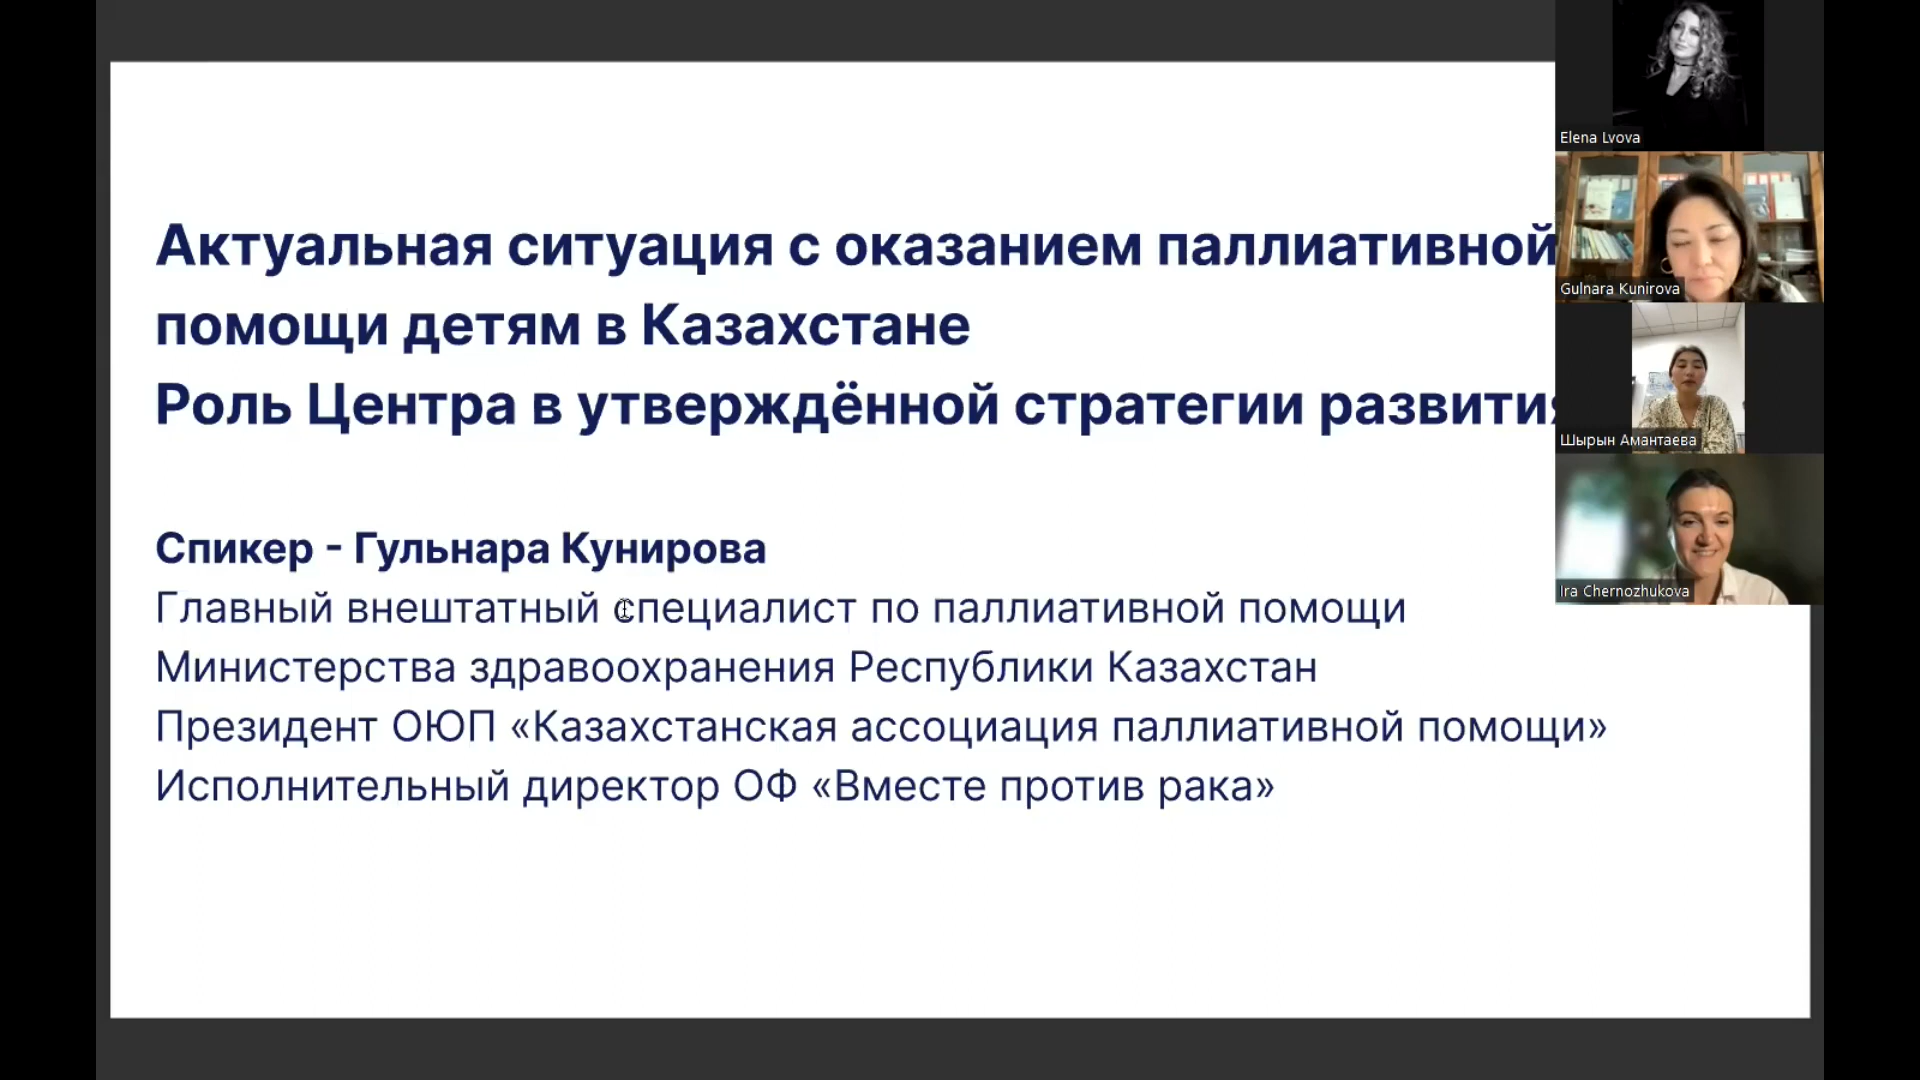 Актуальная ситуация с оказанием паллиативной
помощи детям в Казахстане
Роль Центра в утверждённой стратегии развития
Спикер - Гульнара Кунирова
Главный внештатный специалист по паллиативной помощи
Министерства здравоохранения Республики Казахстан
Президент ОЮП «Казахстанская ассоциация паллиативной помощи»
Исполнительный директор ОФ «Вместе против рака»
Elena Lvova
Gulnara Kunirova
Шырын Амантаева
Ira Chernozhukova